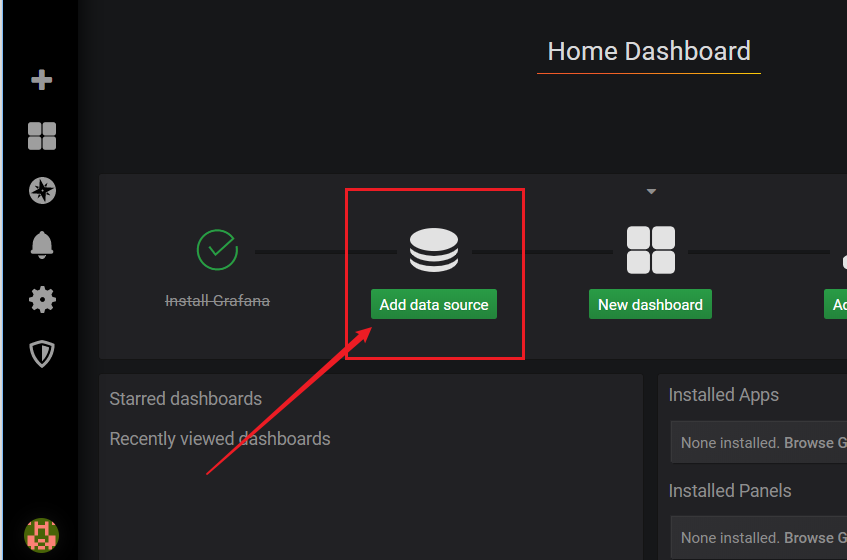 Home Dashboard
Install Grafana
Add data source
New dashboard
Starred dashboards
Recently viewed dashboards
Installed Apps
None installed. Browse
Installed Panels
None installed. Browse